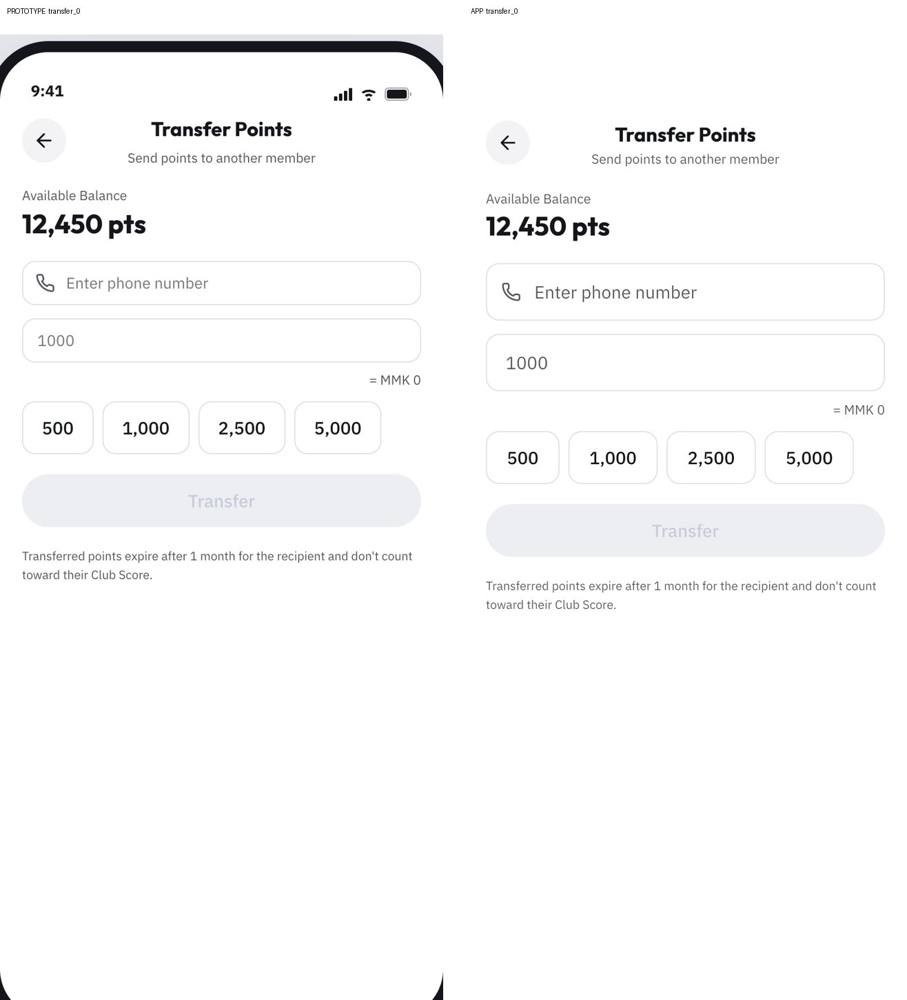 PROTOTYPE transfer_0
9:41
Transfer Points
Send points to another member
Available Balance
12,450 pts
Enter phone number
1000
= MMK 0
500
1,000
2,500
5,000
Transfer
Transferred points expire after 1 month for the recipient and don't count
toward their Club Score.
APP transfer_0
Transfer Points
Send points to another member
Available Balance
12,450 pts
Enter phone number
1000
= MMK 0
500
1,000
2,500
5,000
Transfer
Transferred points expire after 1 month for the recipient and don't count
toward their Club Score.